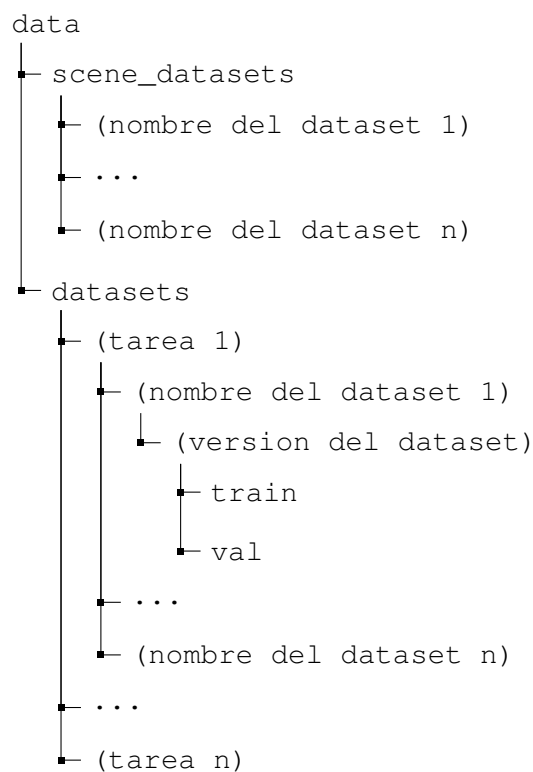 data
scene_datasets
(nombre del dataset 1)
...
(nombre del dataset n)
datasets
(tarea 1)
(nombre del dataset 1)
(version del dataset)
train
val
...
(nombre del dataset n)
...
(tarea n)